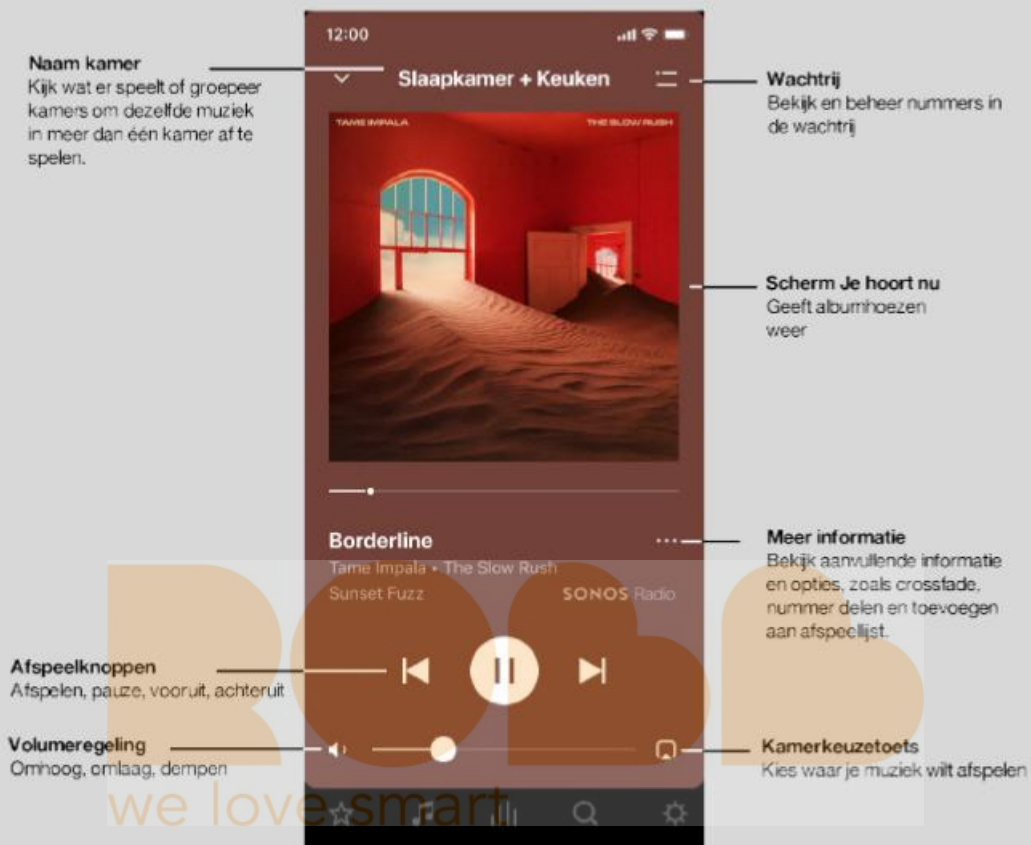 12:00
Naam kamer
Kijk wat er speelt of groepeer
kamers om dezelfde muziek
in meer dan één kamer af te
spelen.
Slaapkamer + Keuken
Wachtrij
Bekijk en beheer nummers in
de wachtrij
TAME IMPALA
THE SLOW RUSH
Scherm Je hoort nu
Geeft albumhoezen
weer
Borderline
Tame Impala • The Slow Rush
Sunset Fuzz
SONOS Radio
Meer informatie
Bekijk aanvullende informatie
en opties, zoals crossfade,
nummer delen en toevoegen
aan afspeellijst.
Afspeelknoppen
Afspelen, pauze, vooruit, achteruit
Volumeregeling
Omhoog, omlaag, dempen
Kamerkeuzetoets
Kies waar je muziek wilt afspelen
ROBB
we love smart